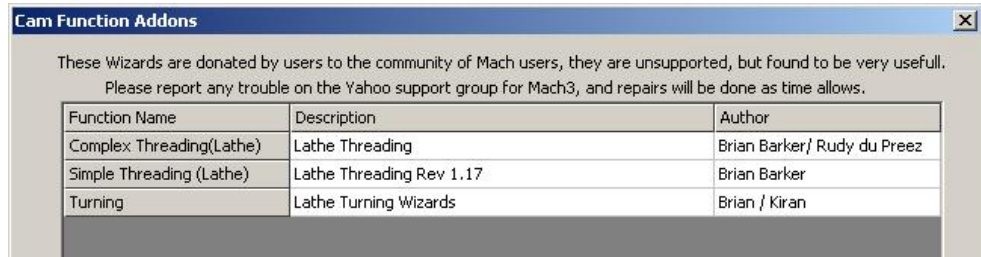 Cam Function Addons
These Wizards are donated by users to the community of Mach users, they are unsupported, but found to be very usefull.
Please report any trouble on the Yahoo support group for Mach3, and repairs will be done as time allows.
Function Name Description Author
Complex Threading(Lathe) Lathe Threading Brian Barker/ Rudy du Preez
Simple Threading (Lathe) Lathe Threading Rev 1.17 Brian Barker
Turning Lathe Turning Wizards Brian / Kiran